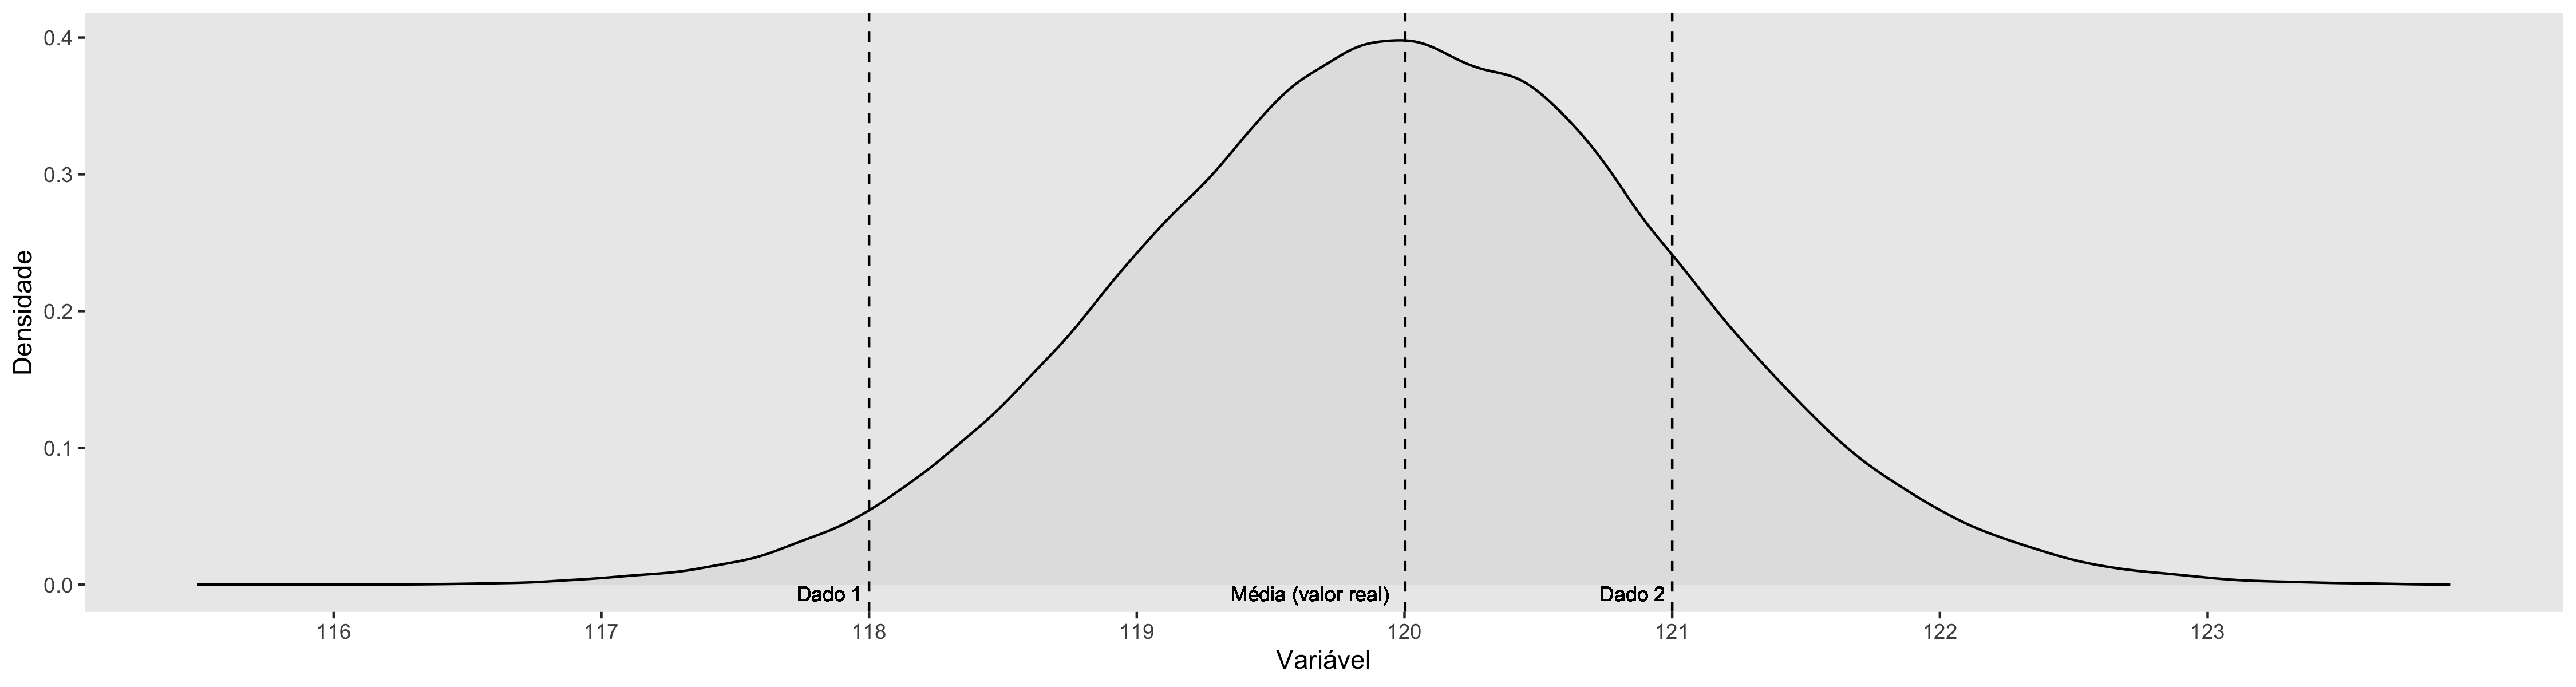 0.4
0.3
0.2
0.1
0.0
Densidade
Dado 1
Média (valor real)
Dado 2
116
117
118
119
120
121
122
123
Variável